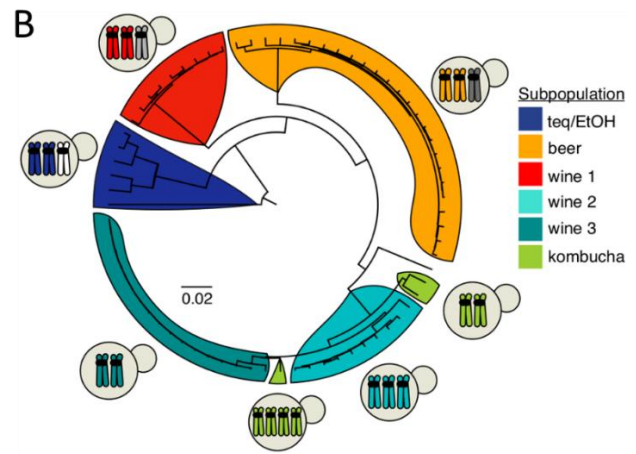 B
Subpopulation
teq/EtOH
beer
wine 1
wine 2
wine 3
kombucha
0.02